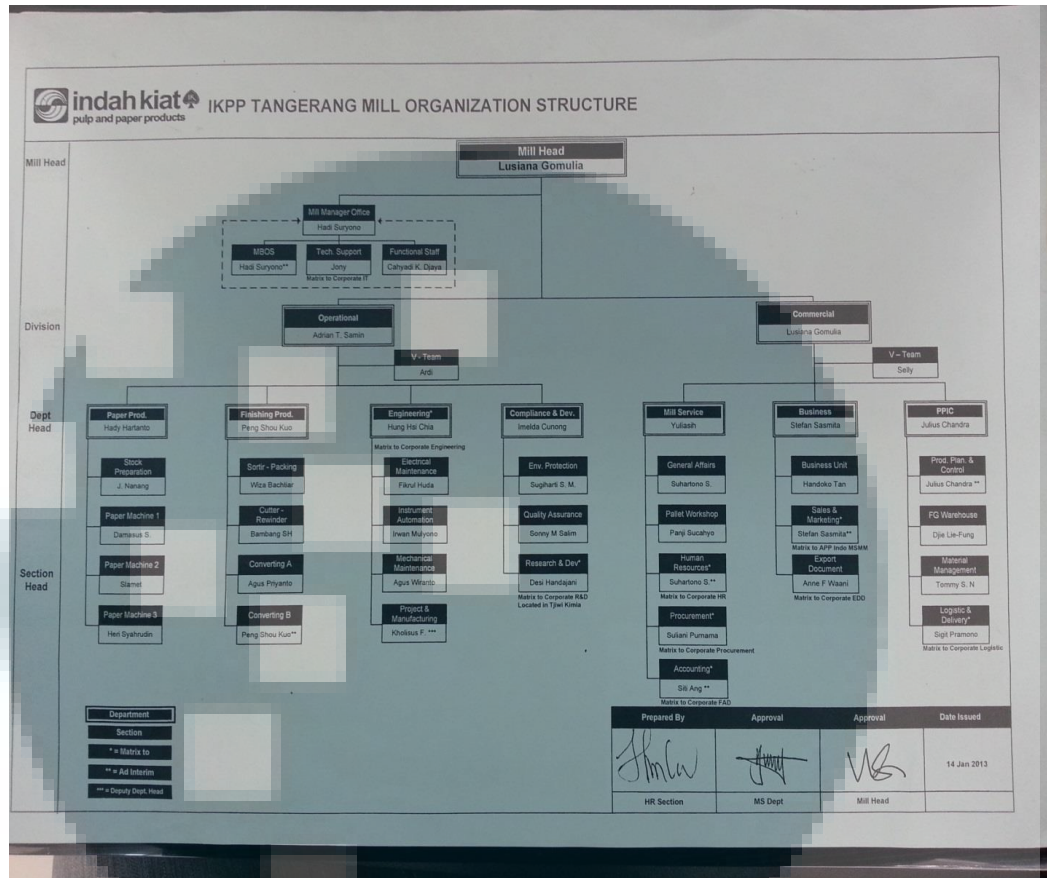 indah kiat
pulp and paper products
IKPP TANGERANG MILL ORGANIZATION STRUCTURE
Mill Head
Mill Head
Lusiana Gomulia
Mill Manager Office
Hadi Suryono
MBOS
Hadi Suryono**
Tech. Support
Jony
Matrix to Corporate IT
Functional Staff
Cahyadi K. Djaya
Division
Operational
Adrian T. Samin
Commercial
Lusiana Gomulia
V - Team
Ardi
V – Team
Selly
Dept
Head
Paper Prod.
Hady Hartanto
Finishing Prod.
Peng Shou Kuo
Engineering*
Hung Hai Chia
Matrix to Corporate Engineering
Compliance & Dev.
Imelda Cunong
Mill Service
Yuliasih
Business
Stefan Sasmita
PPIC
Julius Chandra
Section
Head
Stock
Preparation
J. Nanang
Paper Machine 1
Damasus S.
Paper Machine 2
Slamet
Paper Machine 3
Heri Syahrudin
Sortir - Packing
Wiza Bachliar
Cutter -
Rewinder
Bambang SH
Converting A
Agus Priyanto
Converting B
Peng Shou Kuo**
Electrical
Maintenance
Fikrul Huda
Instrument
Automation
Irwan Mulyono
Mechanical
Maintenance
Agus Wiranto
Project &
Manufacturing
Kholisus F. ***
Env. Protection
Sugiharti S. M.
Quality Assurance
Sonny M Salim
Research & Dev*
Desi Handajani
Matrix to Corporate R&D
Located in Tjiwi Kimia
General Affairs
Suhartono S.
Pallet Workshop
Panji Sucahyo
Human
Resources*
Suhartono S.**
Matrix to Corporate HR
Procurement*
Suliani Purnama
Matrix to Corporate Procurement
Accounting*
Siti Ang **
Matrix to Corporate FAD
Business Unit
Handoko Tan
Sales &
Marketing*
Stefan Sasmita**
Matrix to APP Indo MSMM
Export
Document
Anne F Waani
Matrix to Corporate EDD
Prod. Plan. &
Control
Julius Chandra **
FG Warehouse
Djie Lie-Fung
Material
Management
Tommy S. N
Logistic &
Delivery*
Sigit Pramono
Matrix to Corporate Logistic
Department
Section
* = Matrix to
** = Ad Interim
*** = Deputy Dept. Head
Prepared By
Approval
Approval
Date Issued
14 Jan 2013
HR Section
MS Dept
Mill Head